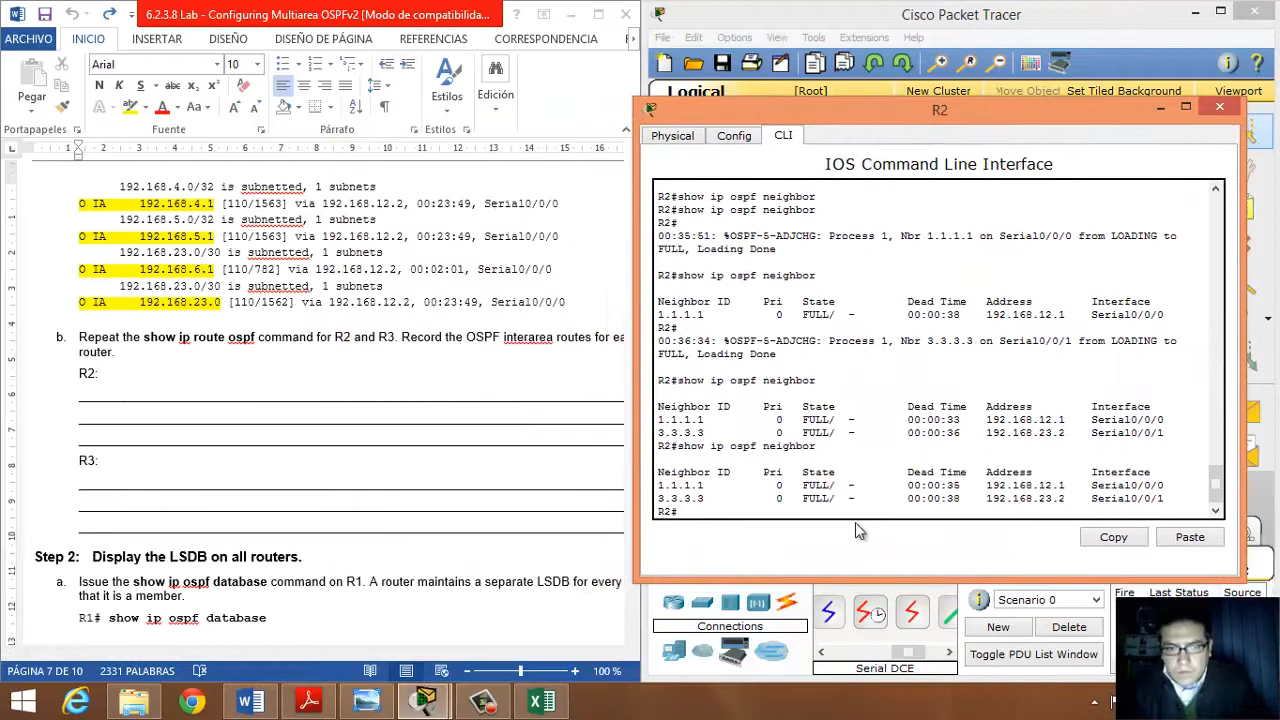 6.2.3.8 Lab - Configuring Multiarea OSPFv2 [Modo de compatibilida...
ARCHIVO INICIO INSERTAR DISEÑO DISEÑO DE PÁGINA REFERENCIAS CORRESPONDENCIA
Arial 10
Pegar
Estilos
Edición
Portapapeles Fuente Párrafo Estilos
1 1 2 3 4 5 6 7 8 9 10 11 12 13 14 15 16
192.168.4.0/32 is subnetted, 1 subnets
O IA 192.168.4.1 [110/1563] via 192.168.12.2, 00:23:49, Serial0/0/0
192.168.5.0/32 is subnetted, 1 subnets
O IA 192.168.5.1 [110/1563] via 192.168.12.2, 00:23:49, Serial0/0/0
192.168.23.0/30 is subnetted, 1 subnets
O IA 192.168.6.1 [110/782] via 192.168.12.2, 00:02:01, Serial0/0/0
192.168.23.0/30 is subnetted, 1 subnets
O IA 192.168.23.0 [110/1562] via 192.168.12.2, 00:23:49, Serial0/0/0
b. Repeat the show ip route ospf command for R2 and R3. Record the OSPF interarea routes for ea
router.
R2:
R3:
Step 2: Display the LSDB on all routers.
a. Issue the show ip ospf database command on R1. A router maintains a separate LSDB for every
that it is a member.
R1# show ip ospf database
PÁGINA 7 DE 10 2331 PALABRAS 100 %
Cisco Packet Tracer
File Edit Options View Tools Extensions Help
Logical [Root] New Cluster Move Object Set Tiled Background Viewport
R2
Physical Config CLI
IOS Command Line Interface
R2#show ip ospf neighbor
R2#show ip ospf neighbor
R2#
00:35:51: %OSPF-5-ADJCHG: Process 1, Nbr 1.1.1.1 on Serial0/0/0 from LOADING to
FULL, Loading Done
R2#show ip ospf neighbor
Neighbor ID Pri State Dead Time Address Interface
1.1.1.1 0 FULL/ - 00:00:38 192.168.12.1 Serial0/0/0
R2#
00:36:34: %OSPF-5-ADJCHG: Process 1, Nbr 3.3.3.3 on Serial0/0/1 from LOADING to
FULL, Loading Done
R2#show ip ospf neighbor
Neighbor ID Pri State Dead Time Address Interface
1.1.1.1 0 FULL/ - 00:00:33 192.168.12.1 Serial0/0/0
3.3.3.3 0 FULL/ - 00:00:36 192.168.23.2 Serial0/0/1
R2#show ip ospf neighbor
Neighbor ID Pri State Dead Time Address Interface
1.1.1.1 0 FULL/ - 00:00:35 192.168.12.1 Serial0/0/0
3.3.3.3 0 FULL/ - 00:00:38 192.168.23.2 Serial0/0/1
R2#
Copy Paste
Connections
Serial DCE
Scenario 0
New Delete
Toggle PDU List Window
Fire Last Status Source